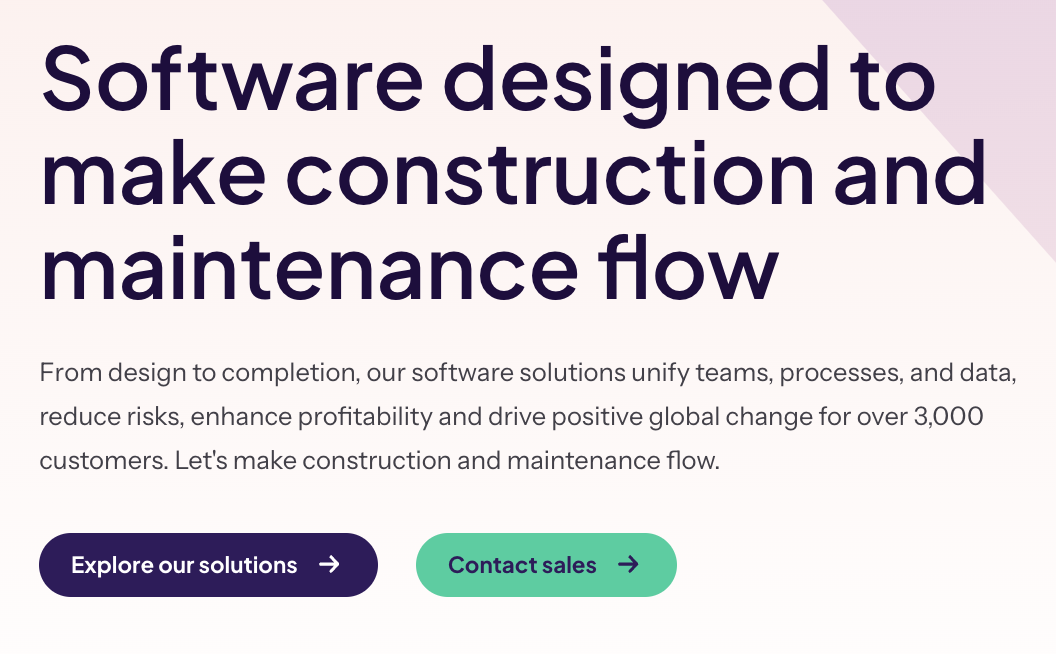 Software designed to
make construction and
maintenance flow
From design to completion, our software solutions unify teams, processes, and data,
reduce risks, enhance profitability and drive positive global change for over 3,000
customers. Let's make construction and maintenance flow.
Explore our solutions →
Contact sales →